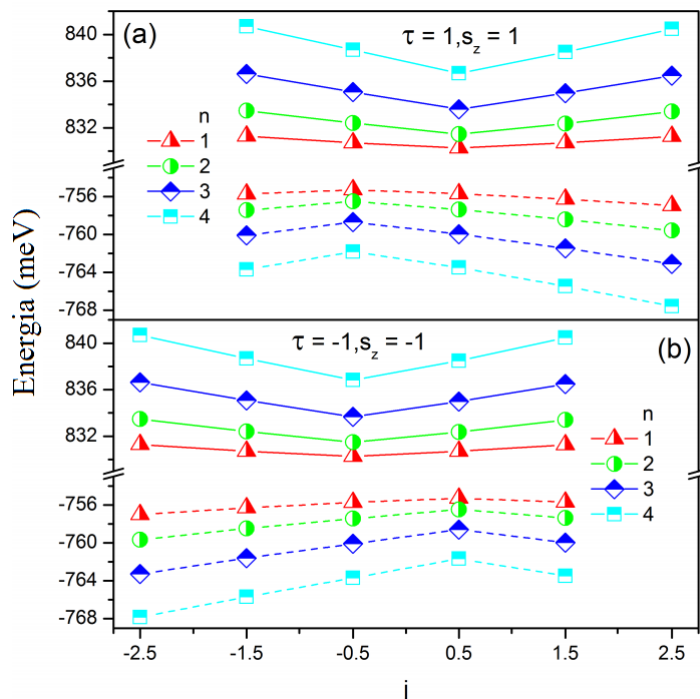 (a)
τ = 1,s_z = 1
840
836
832
-756
-760
-764
-768
n
1
2
3
4
Energia (meV)
τ = -1,s_z = -1
(b)
840
836
832
-756
-760
-764
-768
n
1
2
3
4
-2.5 -1.5 -0.5 0.5 1.5 2.5
j